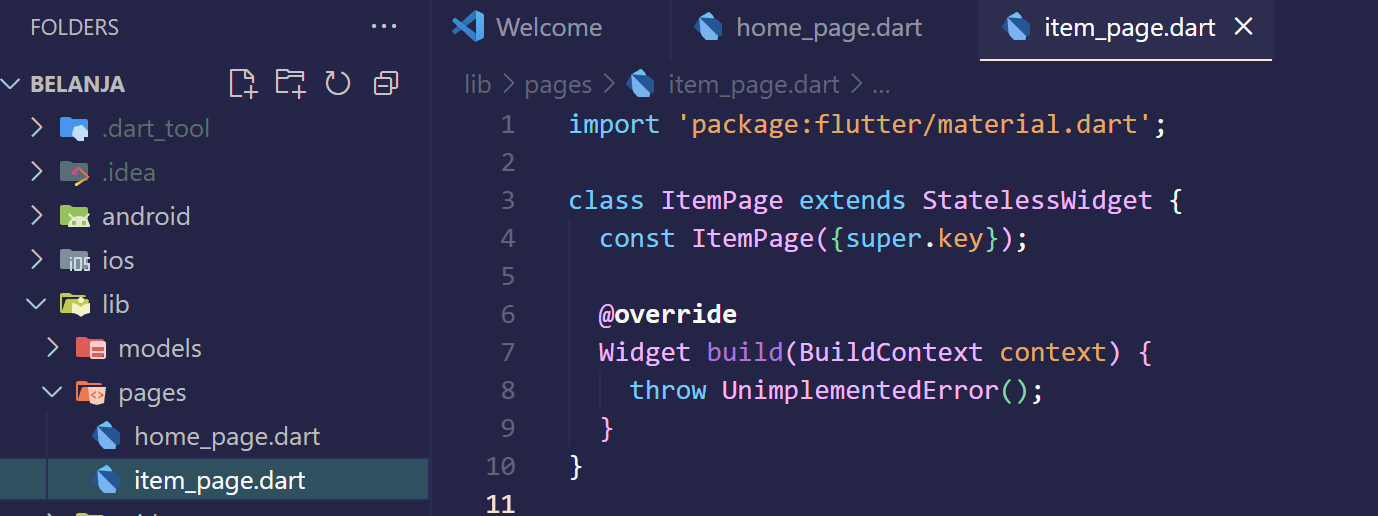 FOLDERS
···
BELANJA
.dart_tool
.idea
android
ios
lib
models
pages
home_page.dart
item_page.dart
Welcome
home_page.dart
item_page.dart
lib > pages > item_page.dart > ...
1 import 'package:flutter/material.dart';
2
3 class ItemPage extends StatelessWidget {
4 const ItemPage({super.key});
5
6 @override
7 Widget build(BuildContext context) {
8 throw UnimplementedError();
9 }
10 }
11